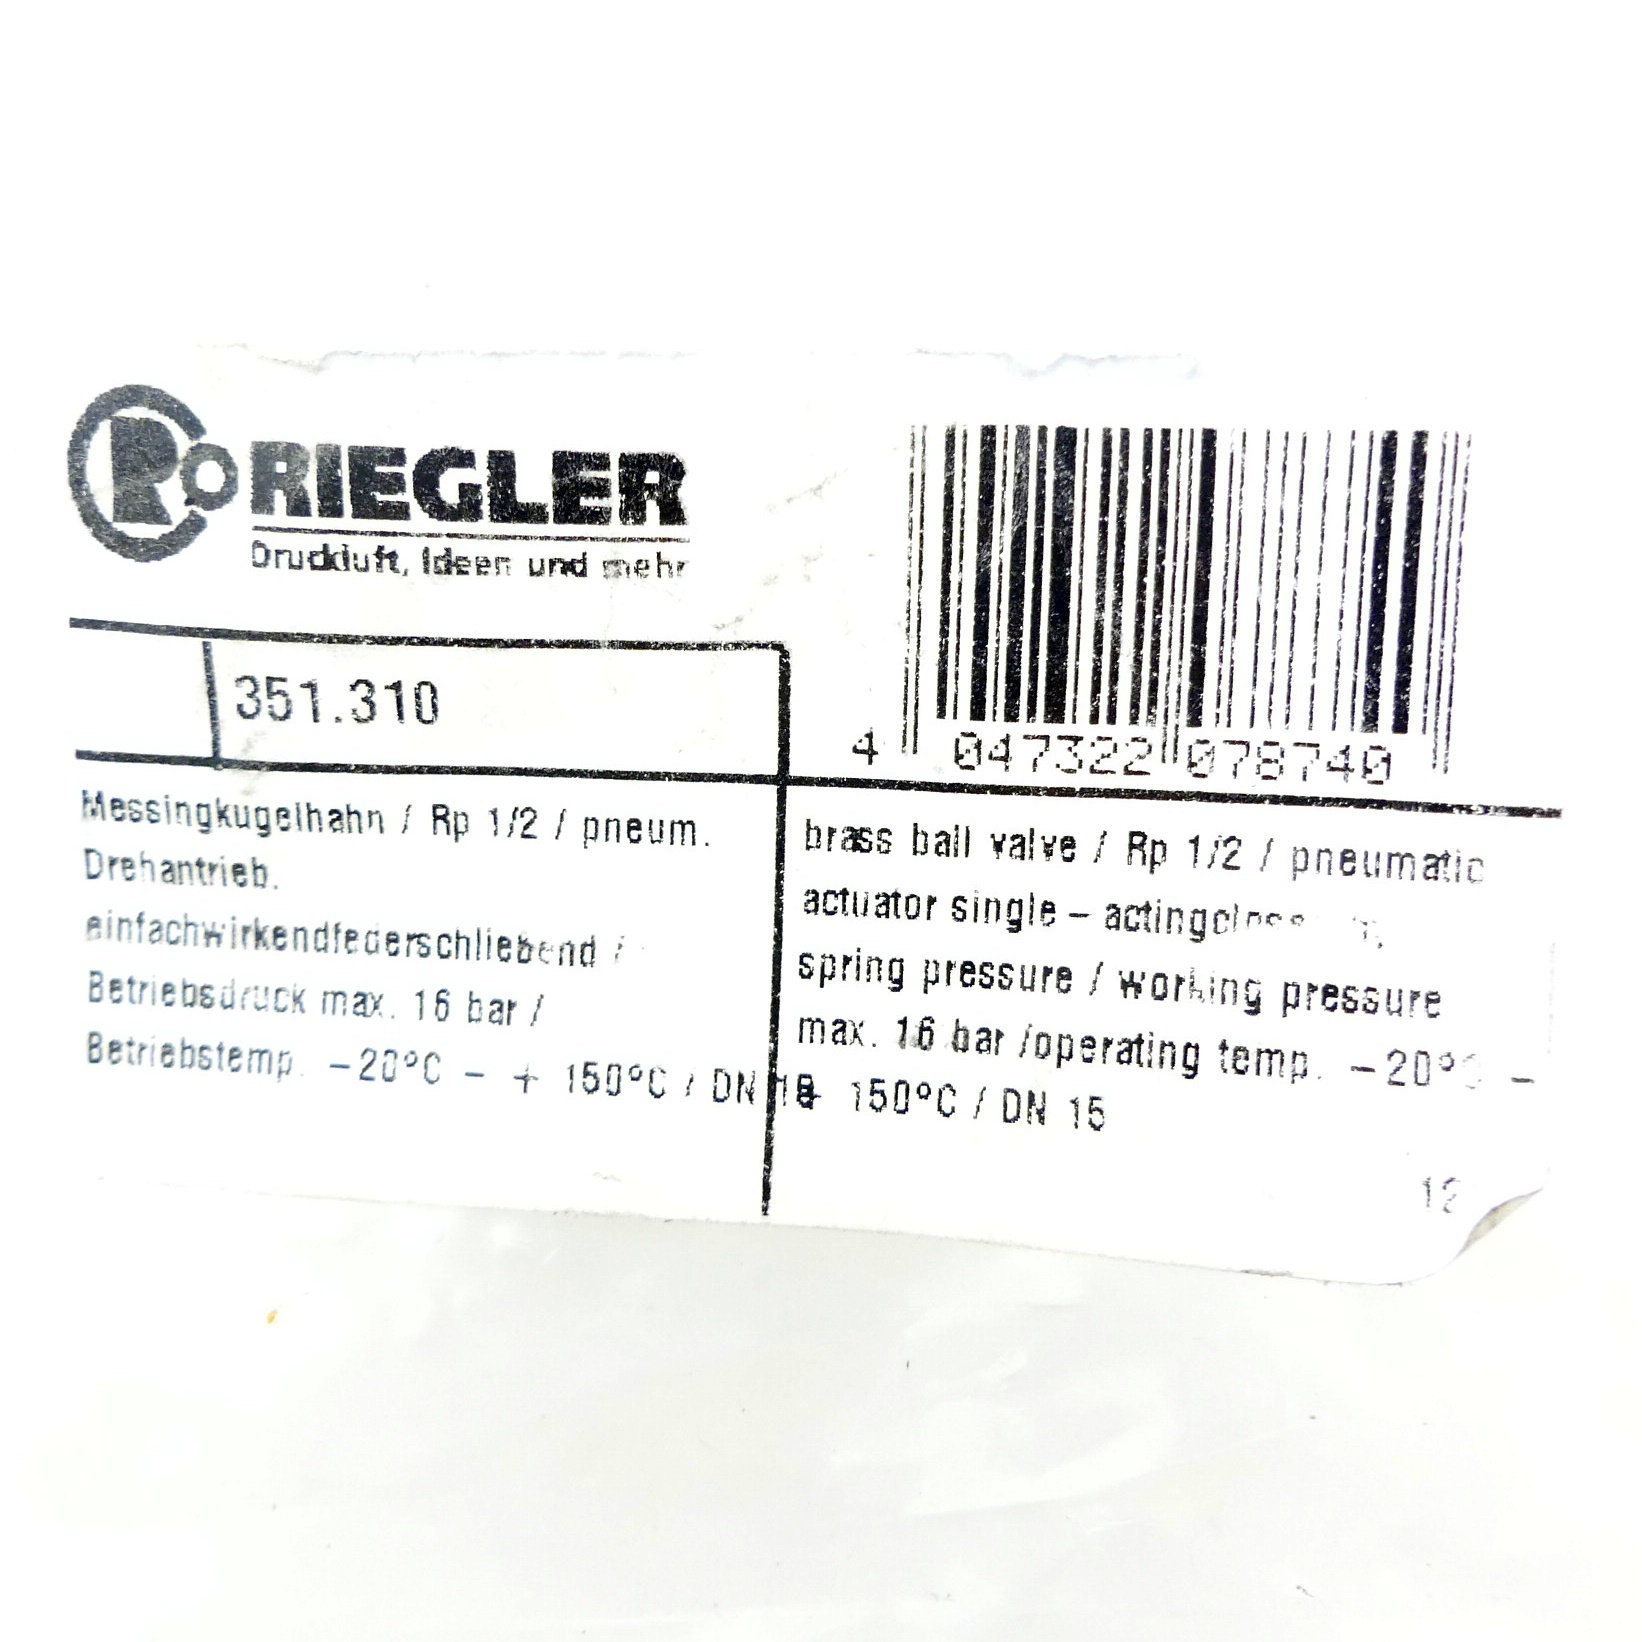 RIEGLER
Druckluft, Ideen und mehr
351.310
4 047322 078740
Messingkugelhahn / Rp 1/2 / pneum.
Drehantrieb.
einfachwirkendfederschließend /
Betriebsdruck max. 16 bar /
Betriebstemp. -20°C - + 150°C / DN
brass ball valve / Rp 1/2 / pneumatic
actuator single - acting
spring pressure / working pressure
max. 16 bar /operating temp. -20°C -
+ 150°C / DN 15